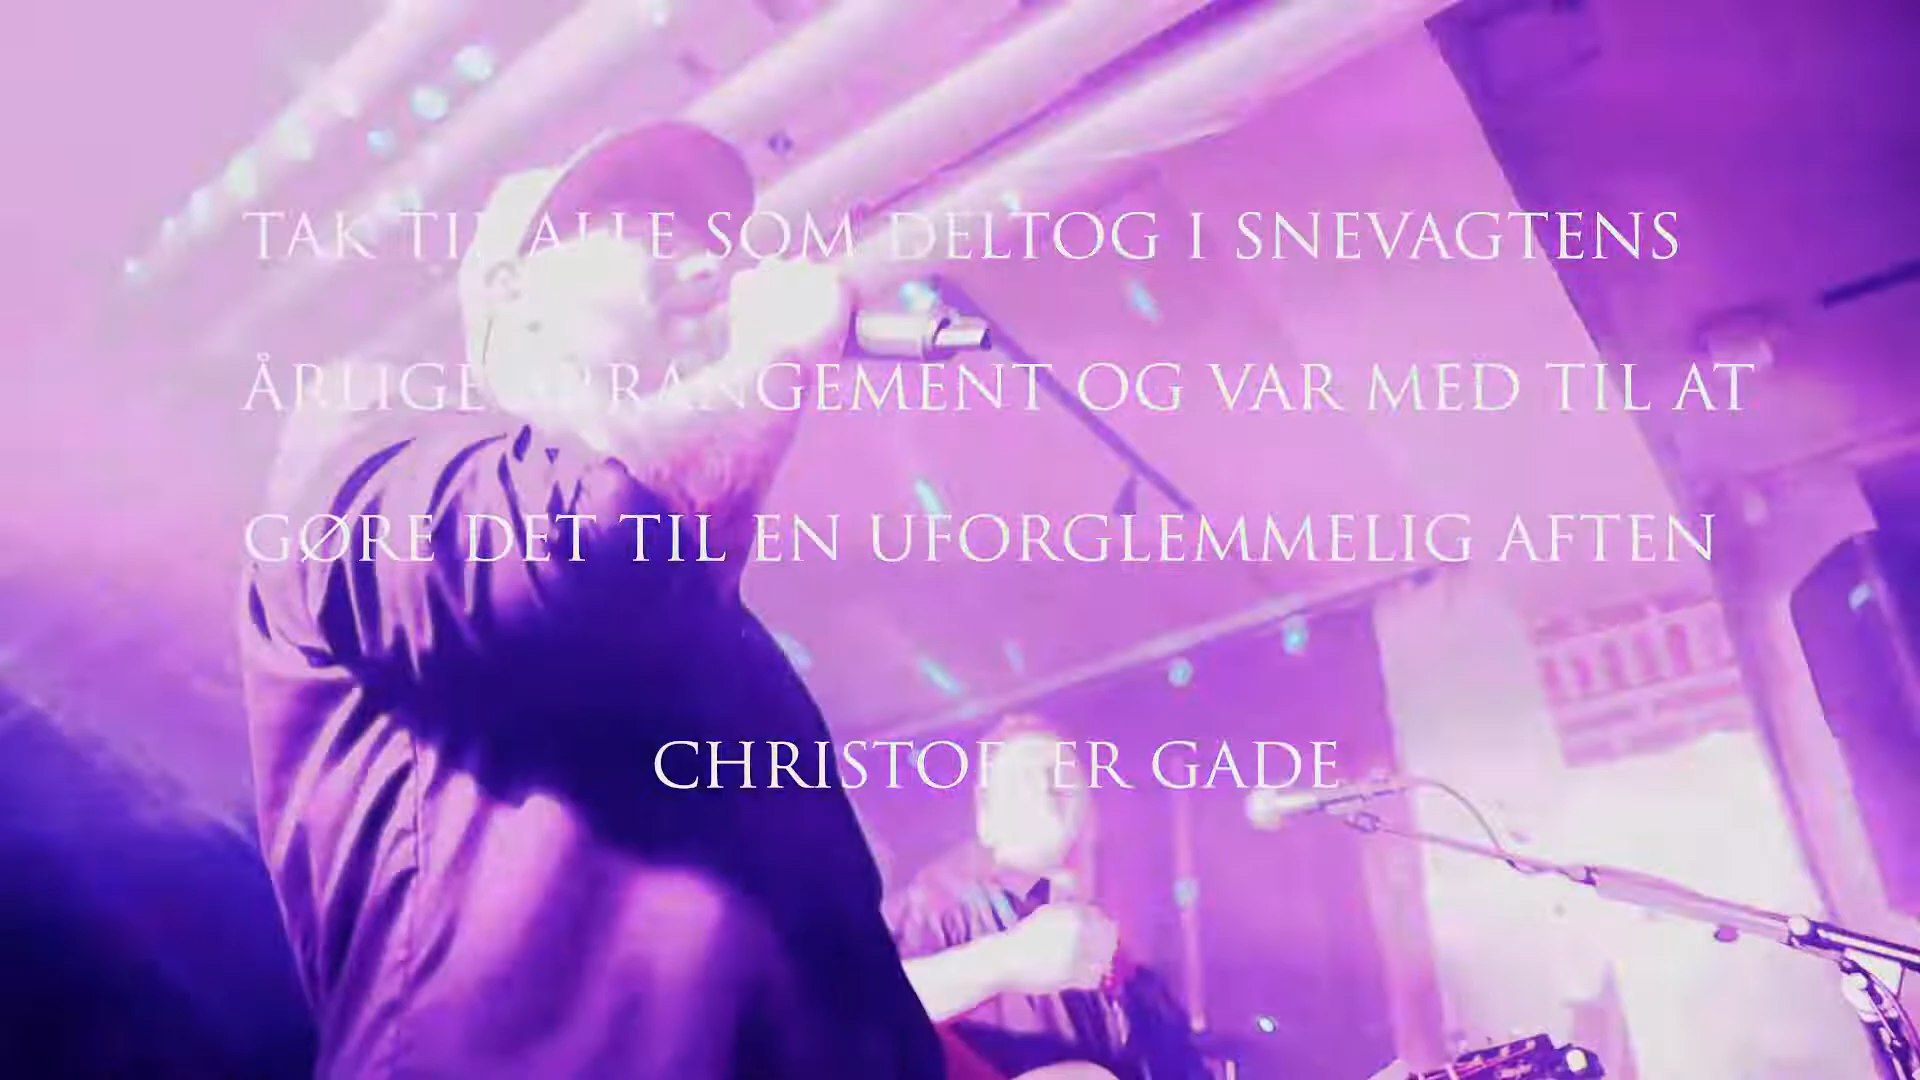 TAK TIL ALLE SOM DELTOG I SNEVAGTENS
ÅRLIGE ARRANGEMENT OG VAR MED TIL AT
GØRE DET TIL EN UFORGLEMMELIG AFTEN
CHRISTOFFER GADE